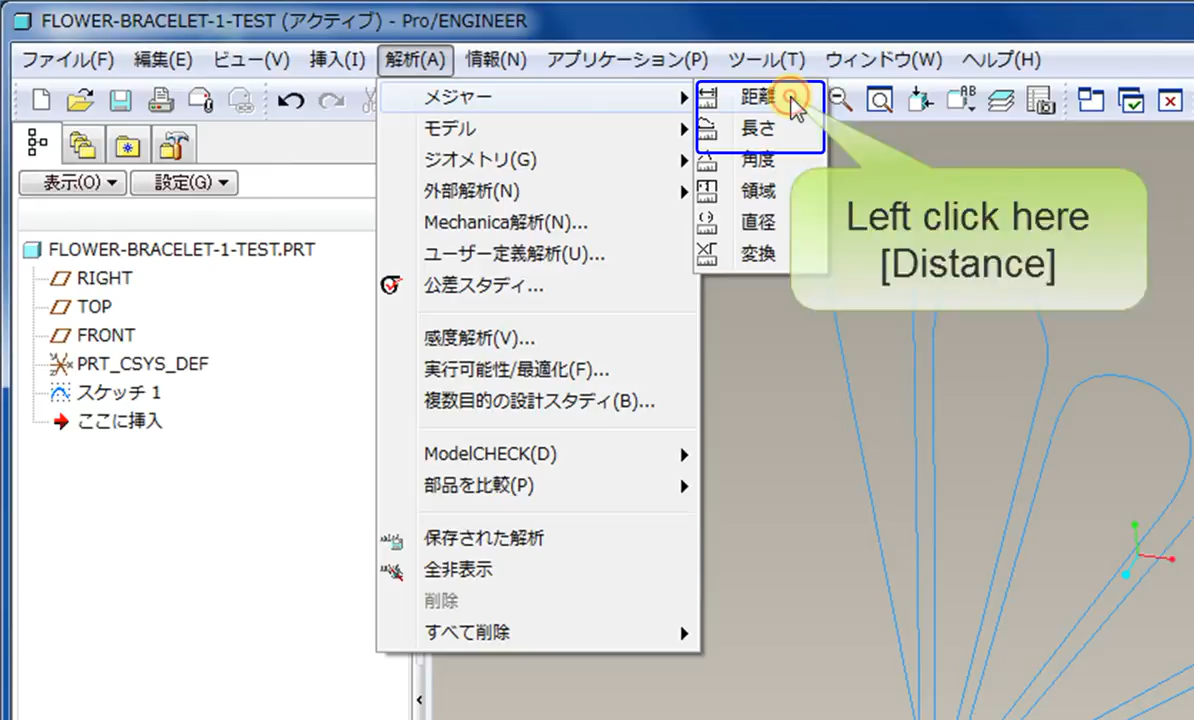 FLOWER-BRACELET-1-TEST (アクティブ) - Pro/ENGINEER
ファイル(F) 編集(E) ビュー(V) 挿入(I) 解析(A) 情報(N) アプリケーション(P) ツール(T) ウィンドウ(W) ヘルプ(H)
表示(O) 設定(G)
FLOWER-BRACELET-1-TEST.PRT
RIGHT
TOP
FRONT
PRT_CSYS_DEF
スケッチ 1
ここに挿入
メジャー
モデル
ジオメトリ(G)
外部解析(N)
Mechanica解析(N)...
ユーザー定義解析(U)...
公差スタディ...
感度解析(V)...
実行可能性/最適化(F)...
複数目的の設計スタディ(B)...
ModelCHECK(D)
部品を比較(P)
保存された解析
全非表示
削除
すべて削除
距離
長さ
角度
領域
直径
変換
Left click here
[Distance]